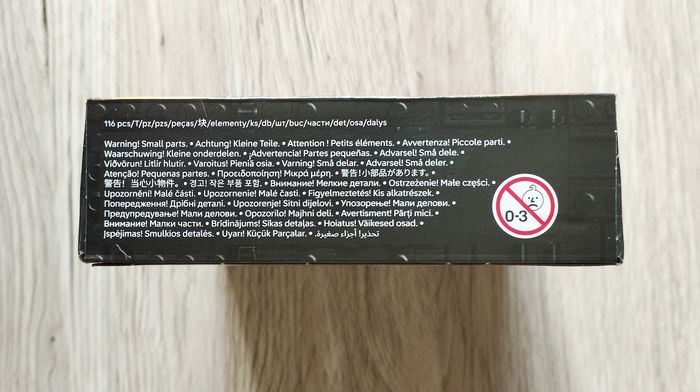 116 pcs/T/pz/pzs/peças/块/elementy/ks/db/шт/buc/части/det/osa/dalys
Warning! Small parts. • Achtung! Kleine Teile. • Attention ! Petits éléments. • Avvertenza! Piccole parti. •
Waarschuwing! Kleine onderdelen. • ¡Advertencia! Partes pequeñas. • Advarsel! Små dele. •
Viðvörun! Litlir hlutir. • Varoitus! Pieniä osia. • Varning! Små delar. • Advarsel! Små deler. •
Atenção! Pequenas partes. • Προειδοποίηση! Μικρά μέρη. • 警告!小部品があります。 •
警告！当心小物件。 • 경고! 작은 부품 포함. • Внимание! Мелкие детали. • Ostrzeżenie! Małe części. •
Upozornění! Malé části. • Upozornenie! Malé časti. • Figyelmeztetés! Kis alkatrészek. •
Попередження! Дрібні деталі. • Upozorenje! Sitni dijelovi. • Упозорење! Мали делови. •
Предупредување! Мали делови. • Opozorilo! Majhni deli. • Avertisment! Părți mici. •
Внимание! Малки части. • Brīdinājums! Sīkas detaļas. • Hoiatus! Väikesed osad. •
Įspėjimas! Smulkios detalės. • Uyarı! Küçük Parçalar. • تحذير! أجزاء صغيرة.
0-3